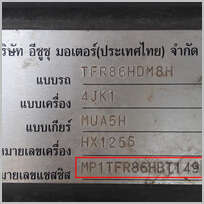 ริษัท อีซูซุ มอเตอร์(ประเทศไทย) จำกัด
แบบรถ TFR86HDM8H
แบบเครื่อง 4JK1
แบบเกียร์ MUA5H
หมายเลขเครื่อง HX1255
หมายเลขแชสซีส MP1TFR86HBT149